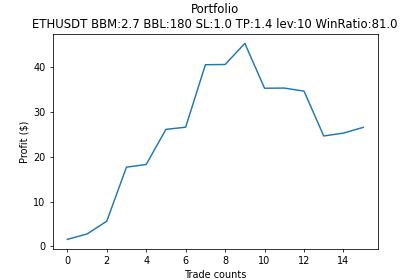 Portfolio
ETHUSDT BBM:2.7 BBL:180 SL:1.0 TP:1.4 lev:10 WinRatio:81.0
40
30
20
10
0
Profit ($)
0 2 4 6 8 10 12 14
Trade counts